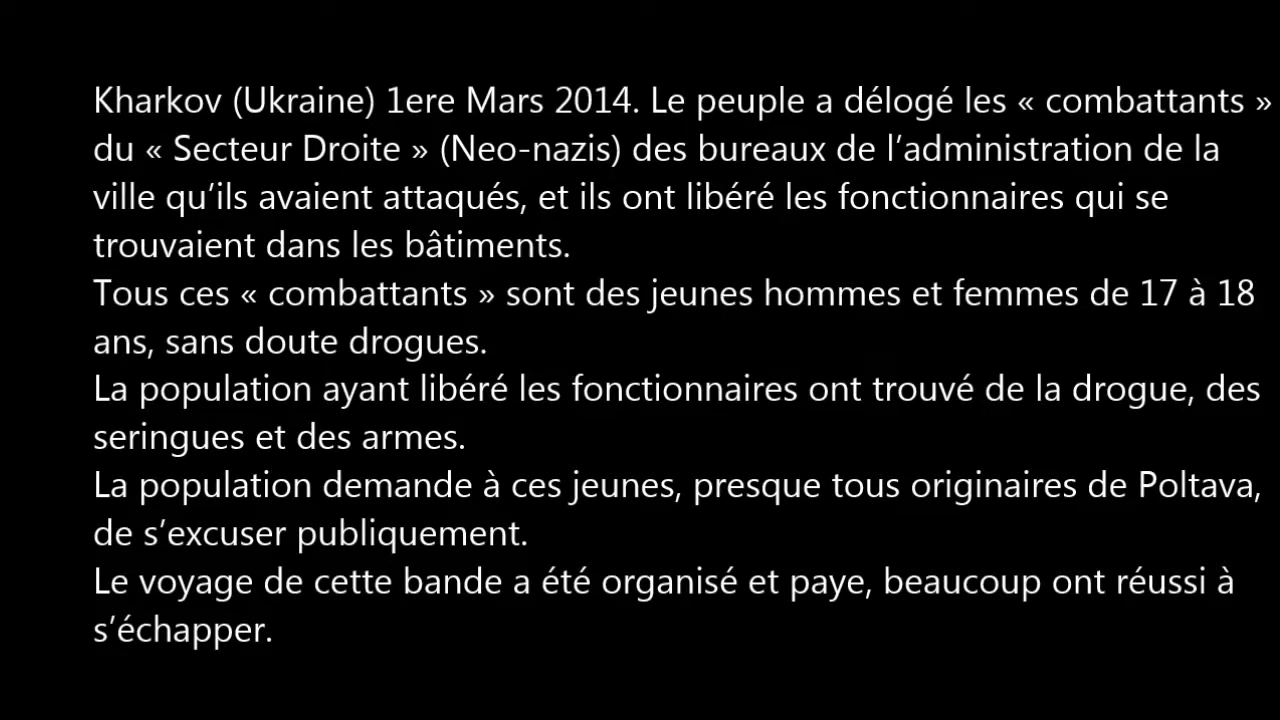 Kharkov (Ukraine) 1ere Mars 2014. Le peuple a délogé les « combattants »
du « Secteur Droite » (Neo-nazis) des bureaux de l’administration de la
ville qu’ils avaient attaqués, et ils ont libéré les fonctionnaires qui se
trouvaient dans les bâtiments.
Tous ces « combattants » sont des jeunes hommes et femmes de 17 à 18
ans, sans doute drogues.
La population ayant libéré les fonctionnaires ont trouvé de la drogue, des
seringues et des armes.
La population demande à ces jeunes, presque tous originaires de Poltava,
de s’excuser publiquement.
Le voyage de cette bande a été organisé et paye, beaucoup ont réussi à
s’échapper.